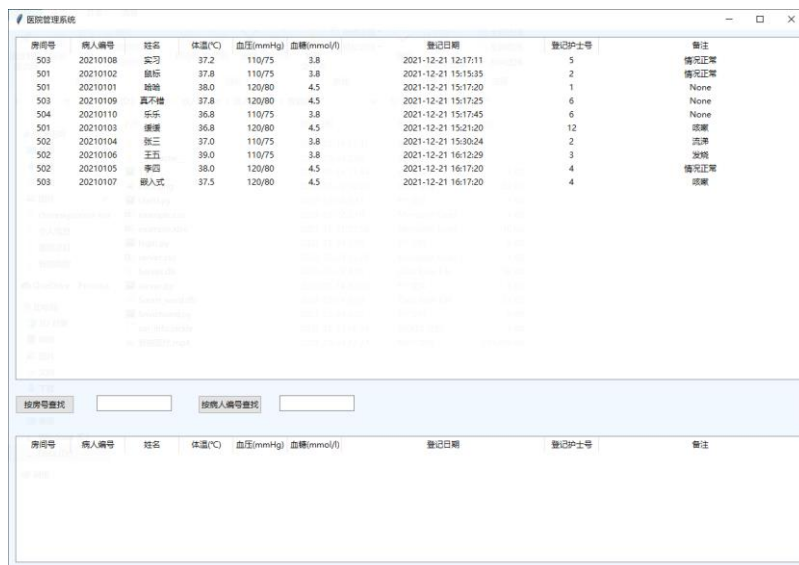 医院管理系统
房间号 病人编号 姓名 体温(℃) 血压(mmHg) 血糖(mmol/l) 登记日期 登记护士号 备注
503 20210108 实习 37.2 110/75 3.8 2021-12-21 12:17:11 5 情况正常
501 20210102 鼠标 37.8 110/75 3.8 2021-12-21 15:15:35 2 情况正常
501 20210101 哈哈 38.0 120/80 4.5 2021-12-21 15:17:20 1 None
503 20210109 真不错 37.8 120/80 4.5 2021-12-21 15:17:25 6 None
504 20210110 乐乐 36.8 110/75 3.8 2021-12-21 15:17:45 6 None
501 20210103 缓缓 36.8 120/80 4.5 2021-12-21 15:21:20 12 咳嗽
502 20210104 张三 37.0 110/75 3.8 2021-12-21 15:30:24 2 流涕
502 20210106 王五 39.0 110/75 3.8 2021-12-21 16:12:29 3 发烧
502 20210105 李四 38.0 120/80 4.5 2021-12-21 16:17:20 4 情况正常
503 20210107 嵌入式 37.5 120/80 4.5 2021-12-21 16:17:20 4 咳嗽
按房号查找 按病人编号查找
房间号 病人编号 姓名 体温(℃) 血压(mmHg) 血糖(mmol/l) 登记日期 登记护士号 备注